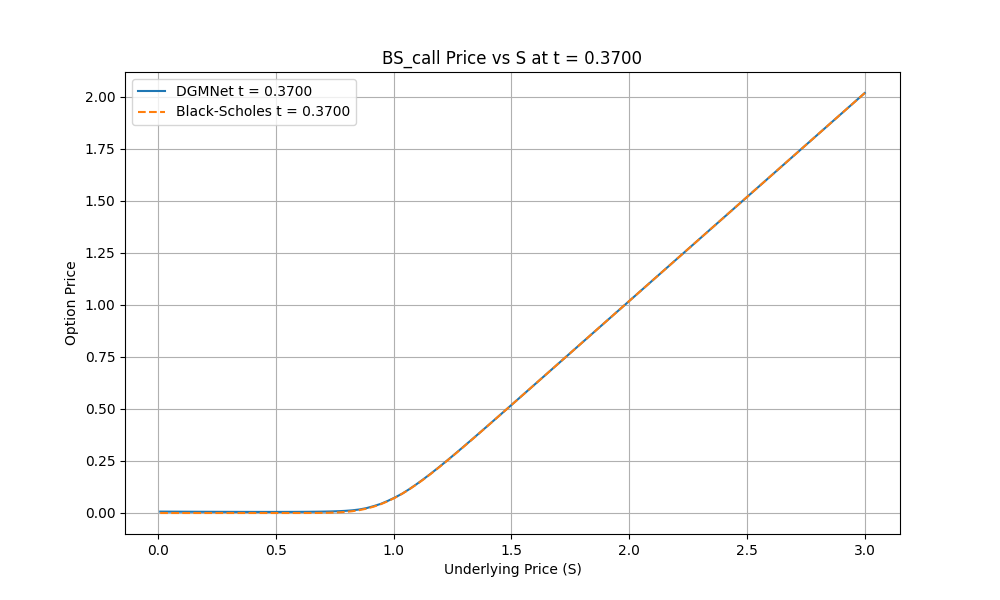 BS_call Price vs S at t = 0.3700
DGMNet t = 0.3700
Black-Scholes t = 0.3700
Option Price
2.00
1.75
1.50
1.25
1.00
0.75
0.50
0.25
0.00
0.0 0.5 1.0 1.5 2.0 2.5 3.0
Underlying Price (S)